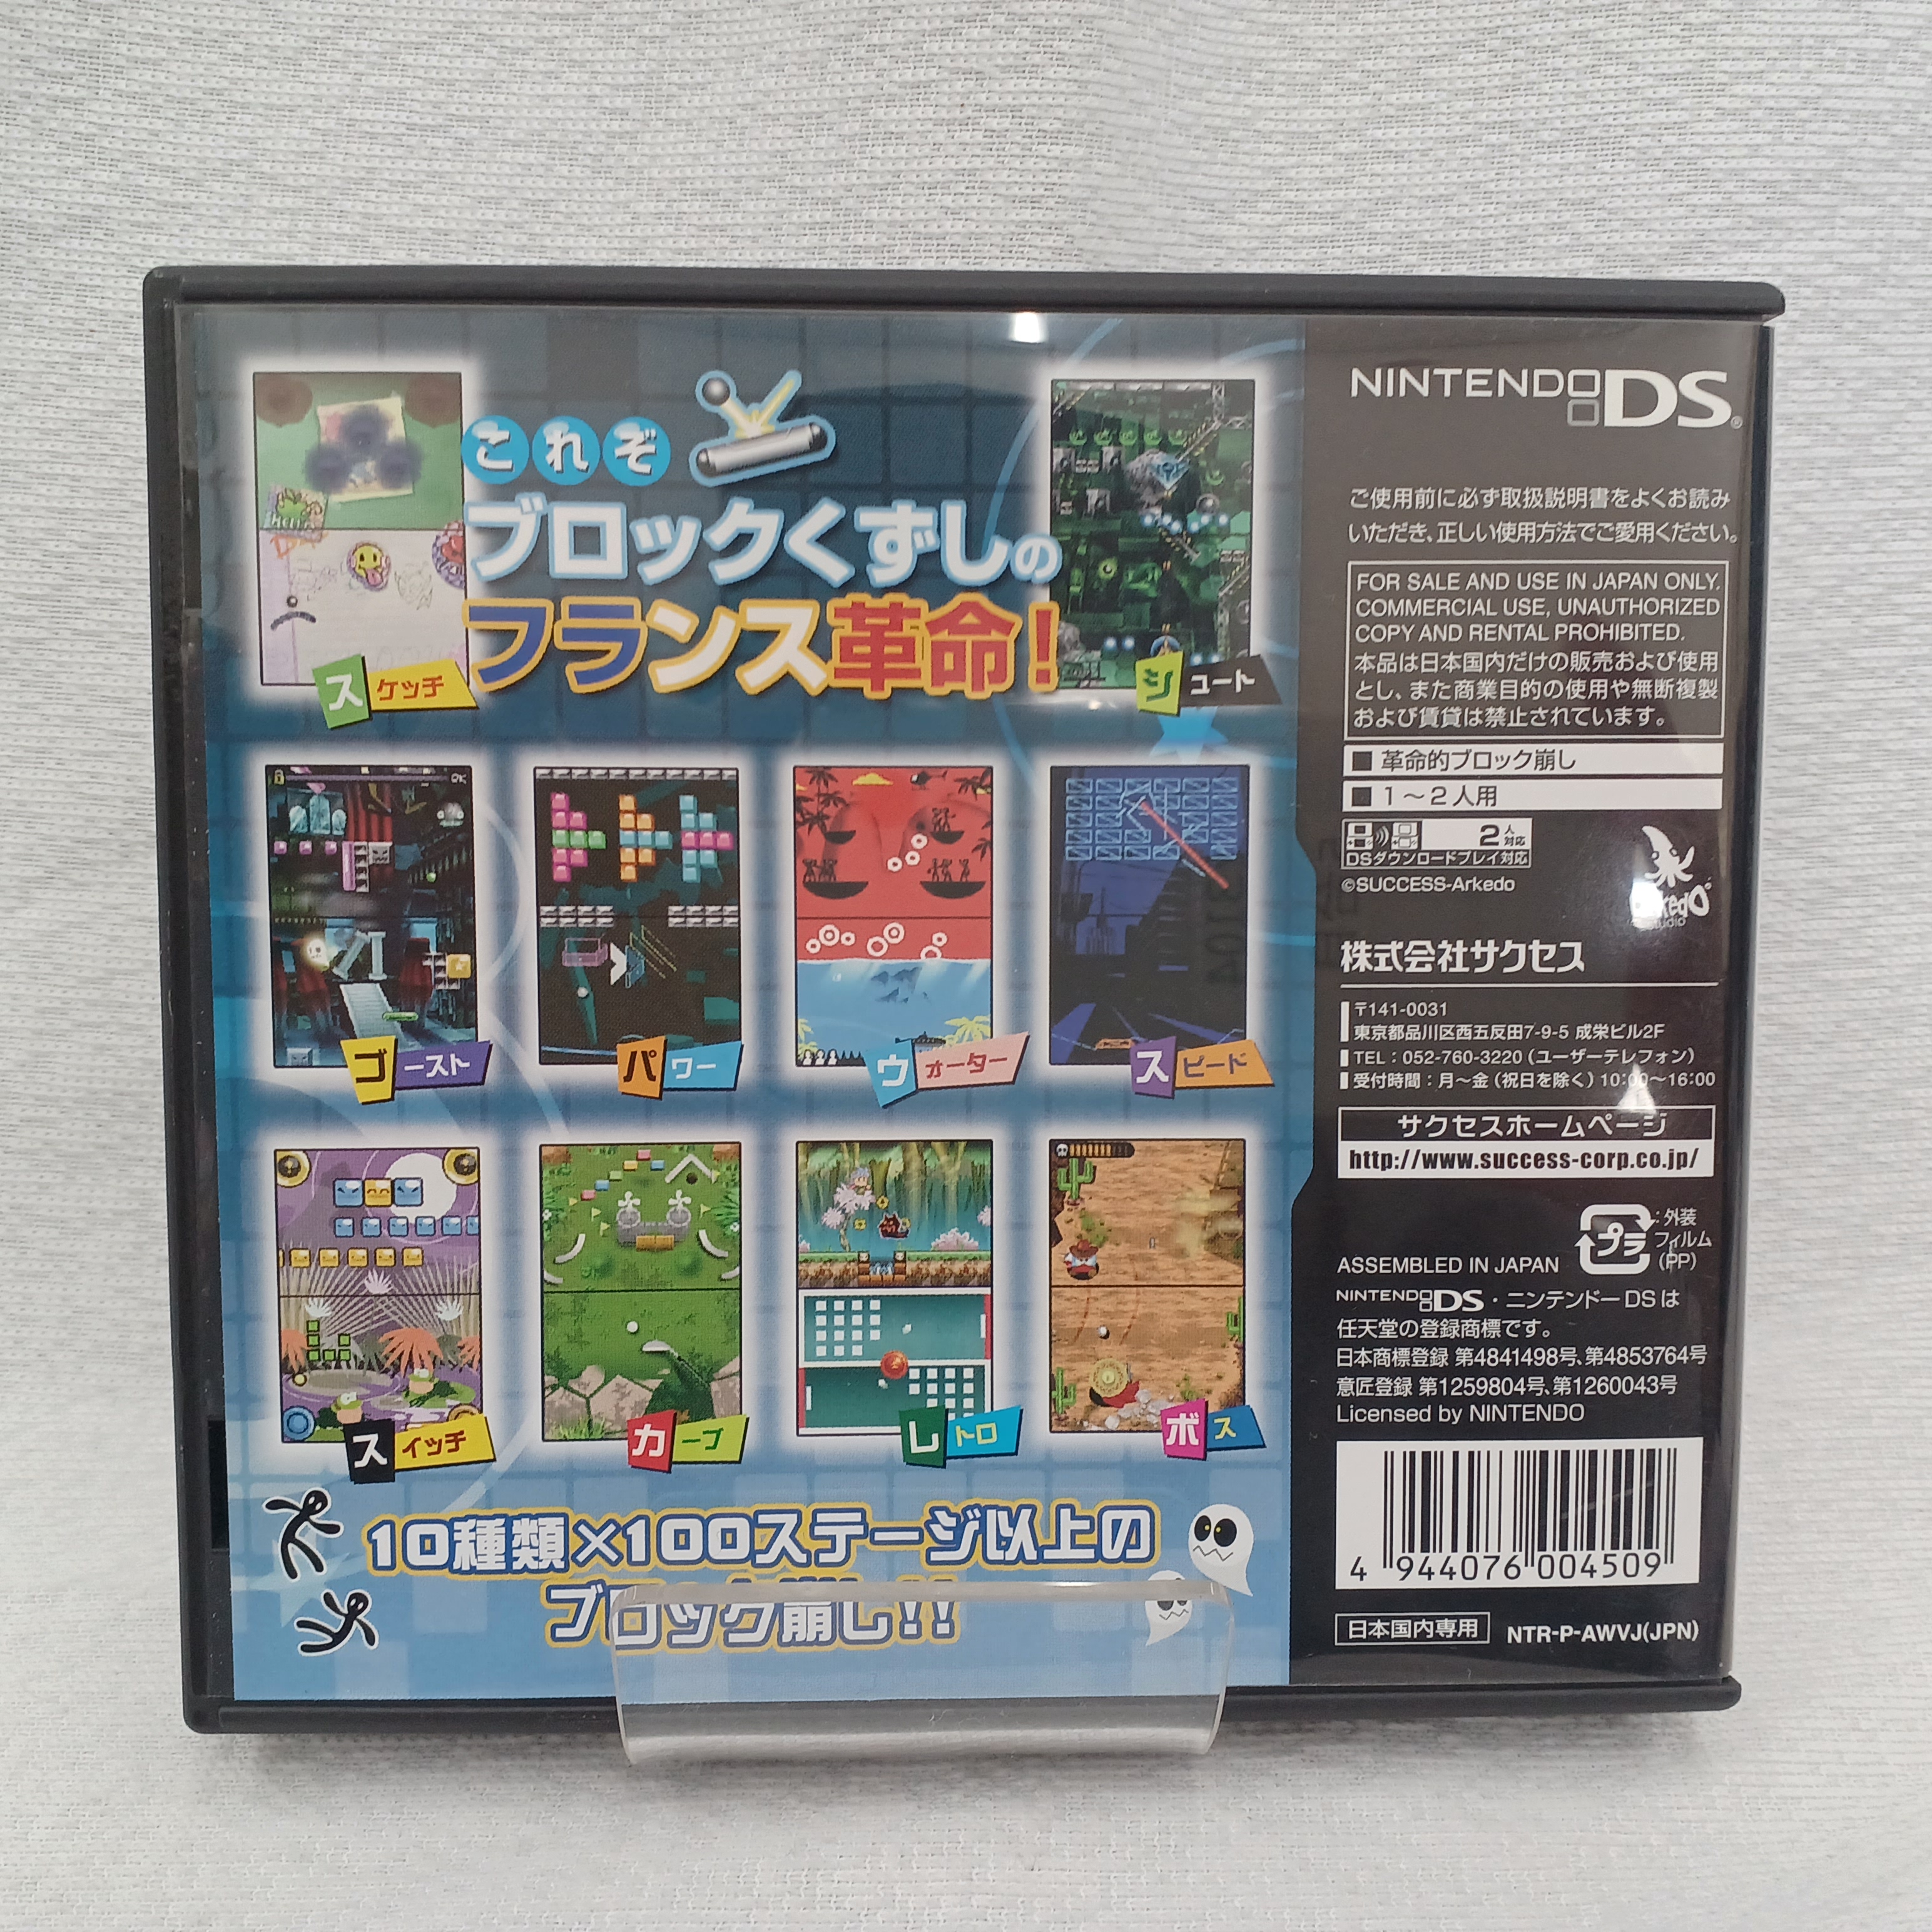 これぞ
ブロックくずしの
フランス革命!
スケッチ
シュート
ゴースト
パワー
ウォーター
スピード
スイッチ
カーブ
レトロ
ボス
10種類×100ステージ以上の
ブロック崩し!!
NINTENDO DS®
ご使用前に必ず取扱説明書をよくお読み
いただき、正しい使用方法でご愛用ください。
FOR SALE AND USE IN JAPAN ONLY.
COMMERCIAL USE, UNAUTHORIZED
COPY AND RENTAL PROHIBITED.
本品は日本国内だけの販売および使用
とし、また商業目的の使用や無断複製
および賃貸は禁止されています。
■ 革命的ブロック崩し
■ 1〜2人用
2人対応
DSダウンロードプレイ対応
©SUCCESS-Arkedo
株式会社サクセス
〒141-0031
東京都品川区西五反田7-9-5 成栄ビル2F
TEL:052-760-3220(ユーザーテレフォン)
受付時間:月〜金(祝日を除く)10:00〜16:00
サクセスホームページ
http://www.success-corp.co.jp/
プラ
:外装
フィルム
(PP)
ASSEMBLED IN JAPAN
NINTENDO DS・ニンテンドーDSは
任天堂の登録商標です。
日本商標登録 第4841498号、第4853764号
意匠登録 第1259804号、第1260043号
Licensed by NINTENDO
4 944076 004509
日本国内専用
NTR-P-AWVJ(JPN)